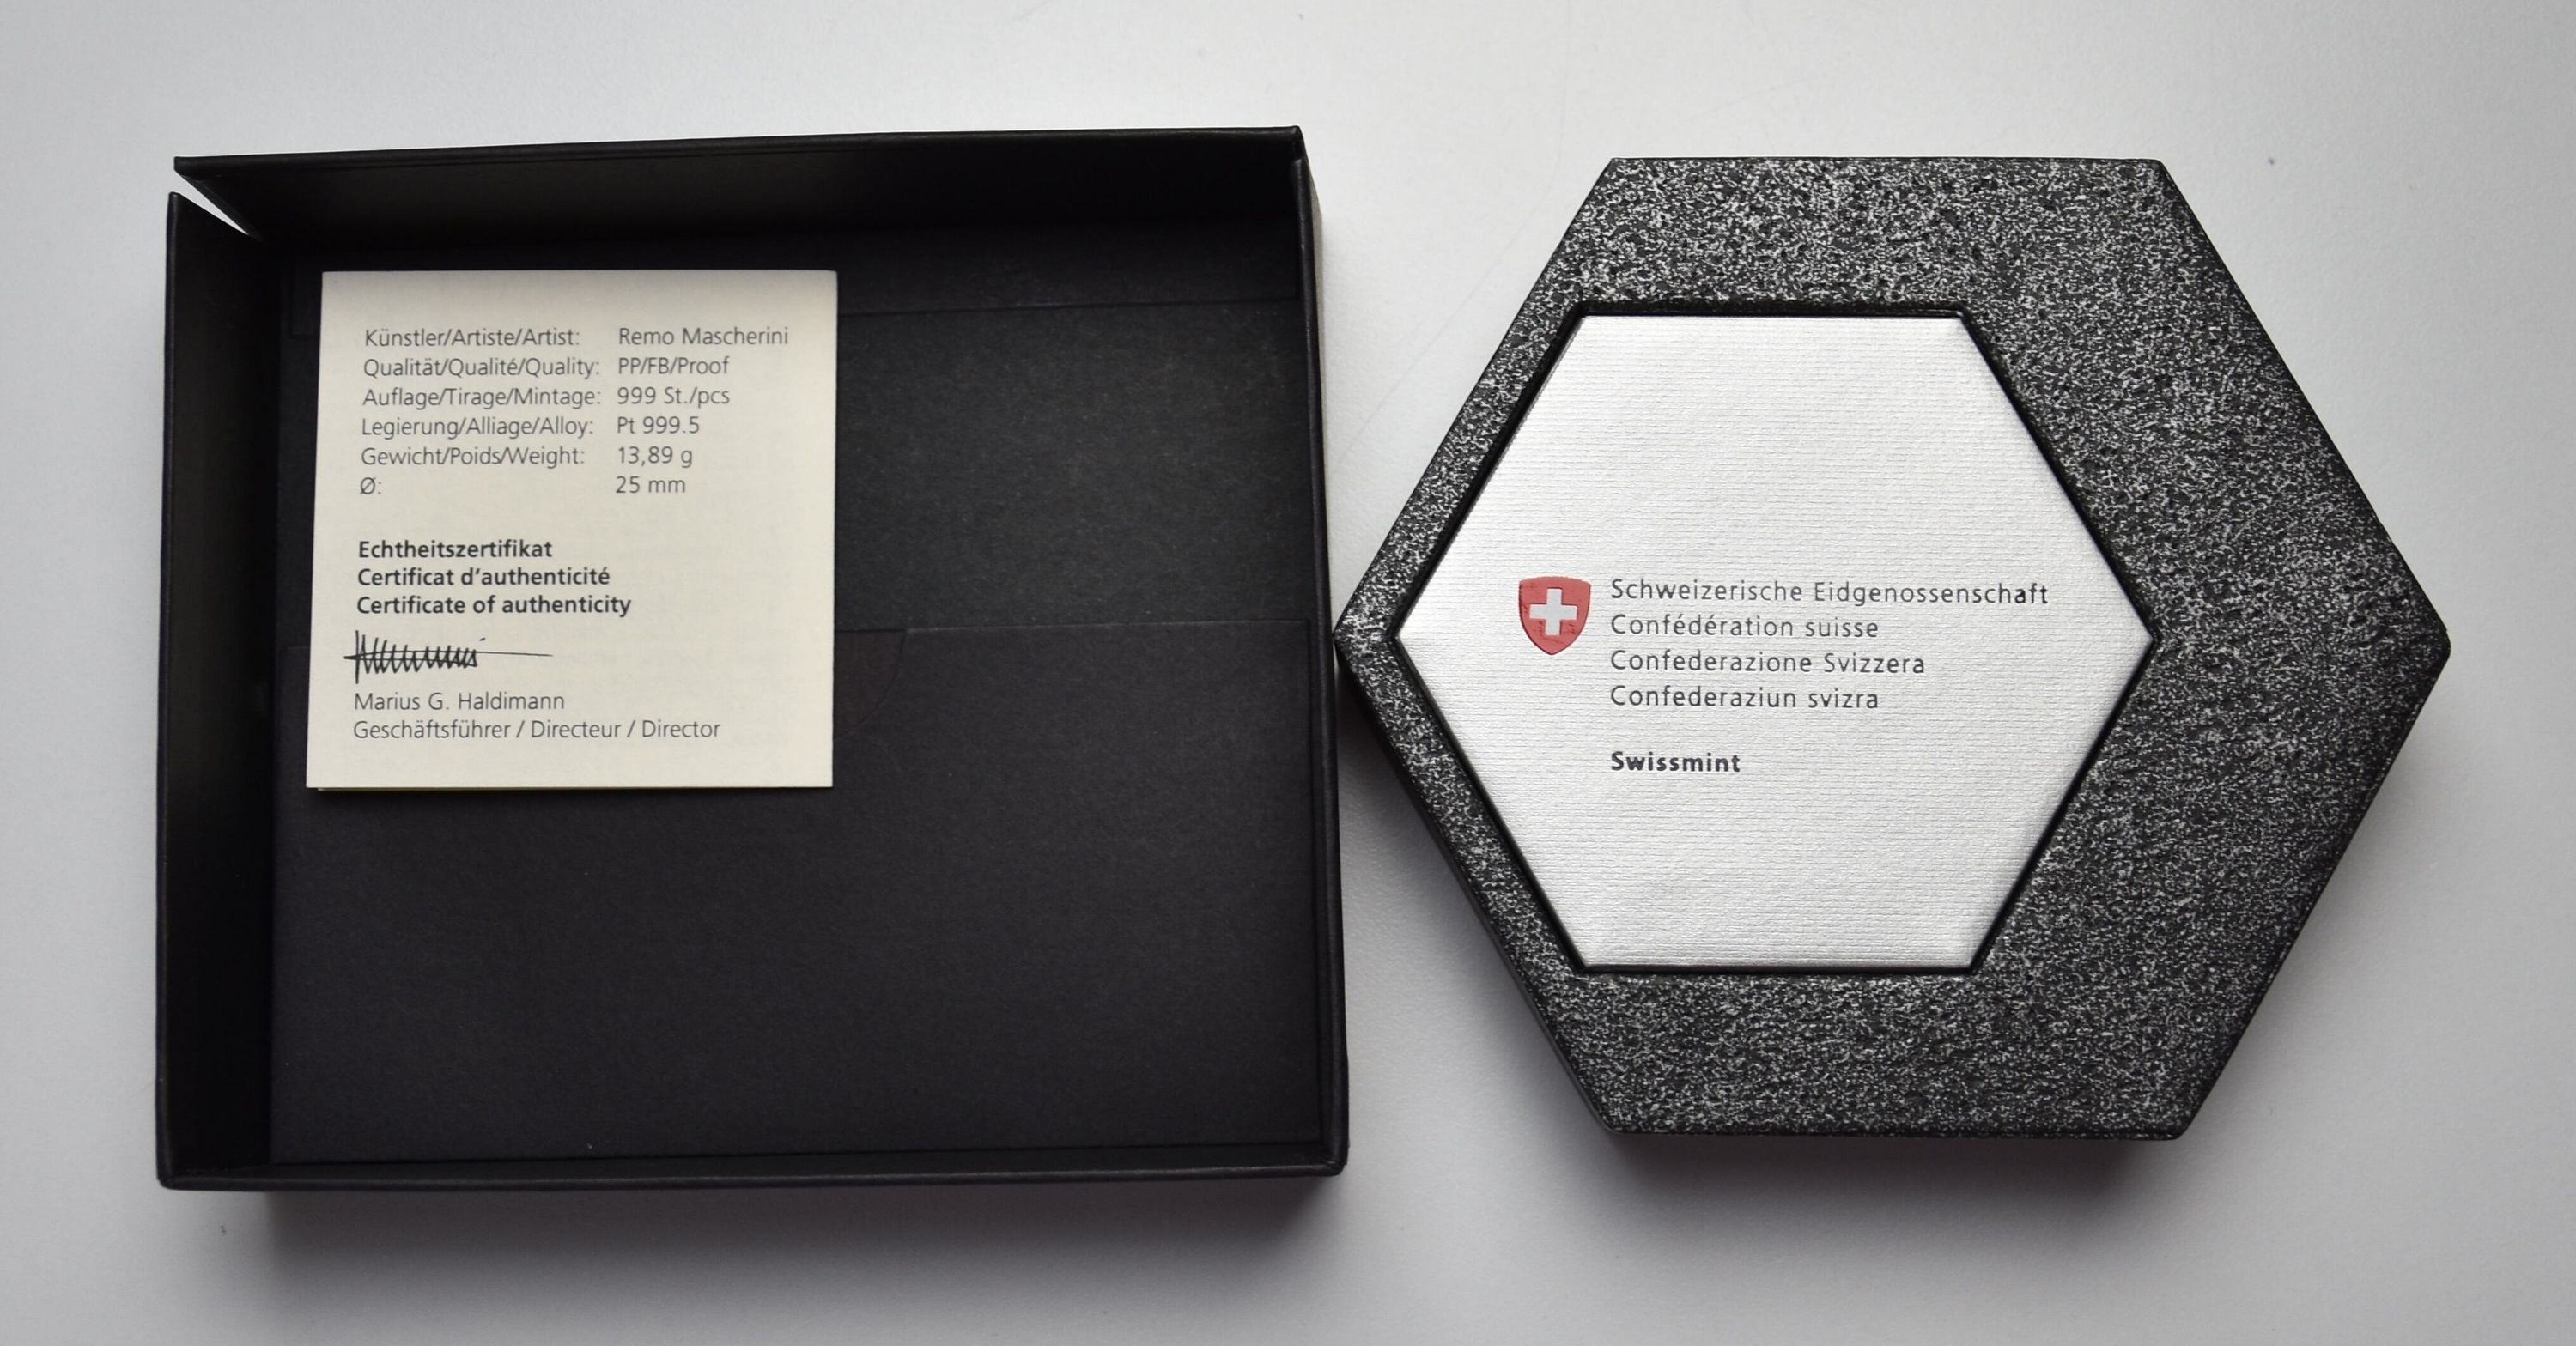 Künstler/Artiste/Artist: Remo Mascherini
Qualität/Qualité/Quality: PP/FB/Proof
Auflage/Tirage/Mintage: 999 St./pcs
Legierung/Alliage/Alloy: Pt 999.5
Gewicht/Poids/Weight: 13,89 g
Ø: 25 mm
Echtheitszertifikat
Certificat d'authenticité
Certificate of authenticity
Marius G. Haldimann
Geschäftsführer / Directeur / Director
Schweizerische Eidgenossenschaft
Confédération suisse
Confederazione Svizzera
Confederaziun svizra
Swissmint